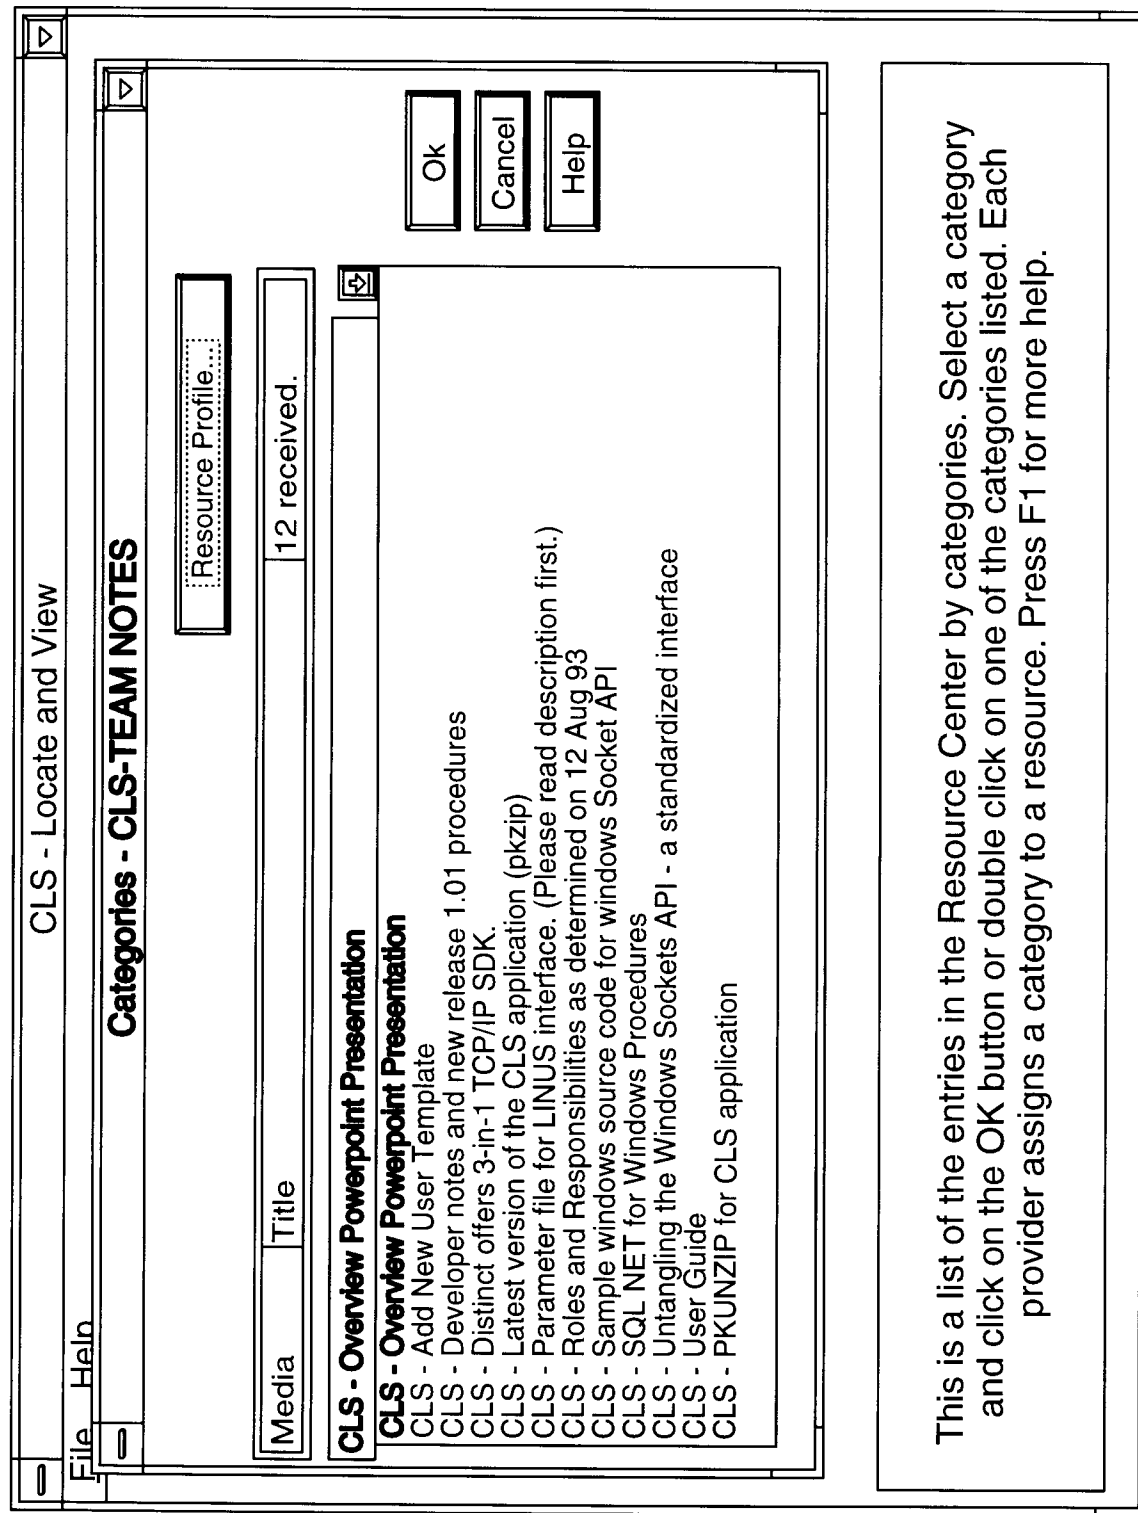 CLS - Locate and View
File Help
Categories - CLS-TEAM NOTES
Resource Profile...
Media Title 12 received.
CLS - Overview Powerpoint Presentation
CLS - Overview Powerpoint Presentation
CLS - Add New User Template
CLS - Developer notes and new release 1.01 procedures
CLS - Distinct offers 3-in-1 TCP/IP SDK.
CLS - Latest version of the CLS application (pkzip)
CLS - Parameter file for LINUS interface. (Please read description first.)
CLS - Roles and Responsibilities as determined on 12 Aug 93
CLS - Sample windows source code for windows Socket API
CLS - SQL NET for Windows Procedures
CLS - Untangling the Windows Sockets API - a standardized interface
CLS - User Guide
CLS - PKUNZIP for CLS application
Ok
Cancel
Help
This is a list of the entries in the Resource Center by categories. Select a category
and click on the OK button or double click on one of the categories listed. Each
provider assigns a category to a resource. Press F1 for more help.